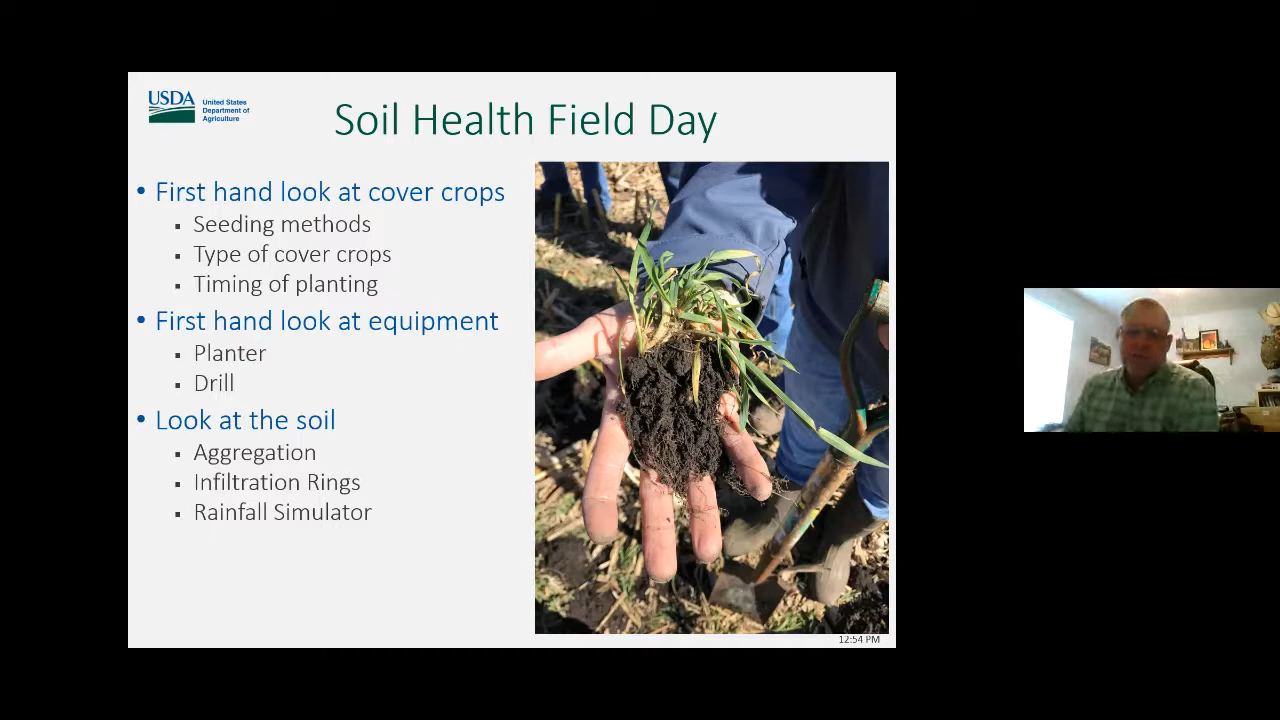 USDA
United States
Department of
Agriculture
Soil Health Field Day
• First hand look at cover crops
▪ Seeding methods
▪ Type of cover crops
▪ Timing of planting
• First hand look at equipment
▪ Planter
▪ Drill
• Look at the soil
▪ Aggregation
▪ Infiltration Rings
▪ Rainfall Simulator
12:54 PM